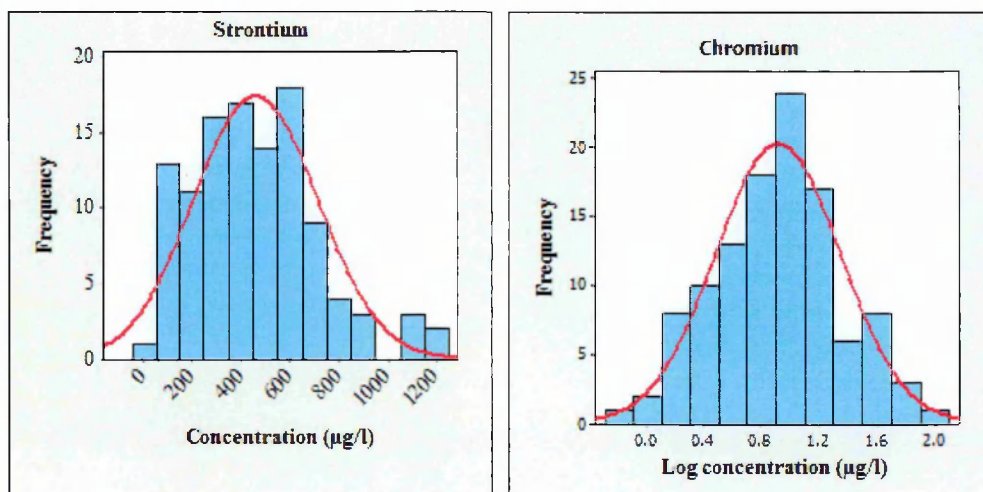 Strontium
Frequency
20
15
10
5
0
0 200 400 600 800 1000 1200
Concentration (µg/l)
Chromium
Frequency
25
20
15
10
5
0
0.0 0.4 0.8 1.2 1.6 2.0
Log concentration (µg/l)